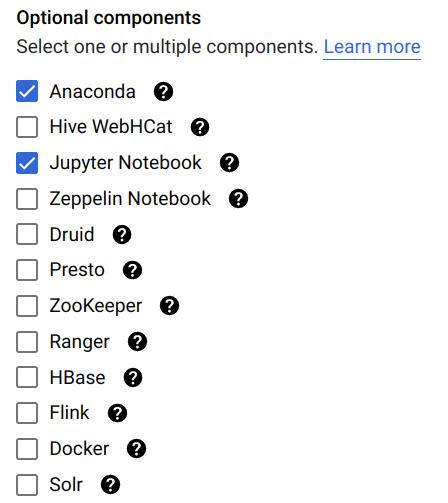 Optional components
Select one or multiple components. Learn more
Anaconda ?
Hive WebHCat ?
Jupyter Notebook ?
Zeppelin Notebook ?
Druid ?
Presto ?
ZooKeeper ?
Ranger ?
HBase ?
Flink ?
Docker ?
Solr ?